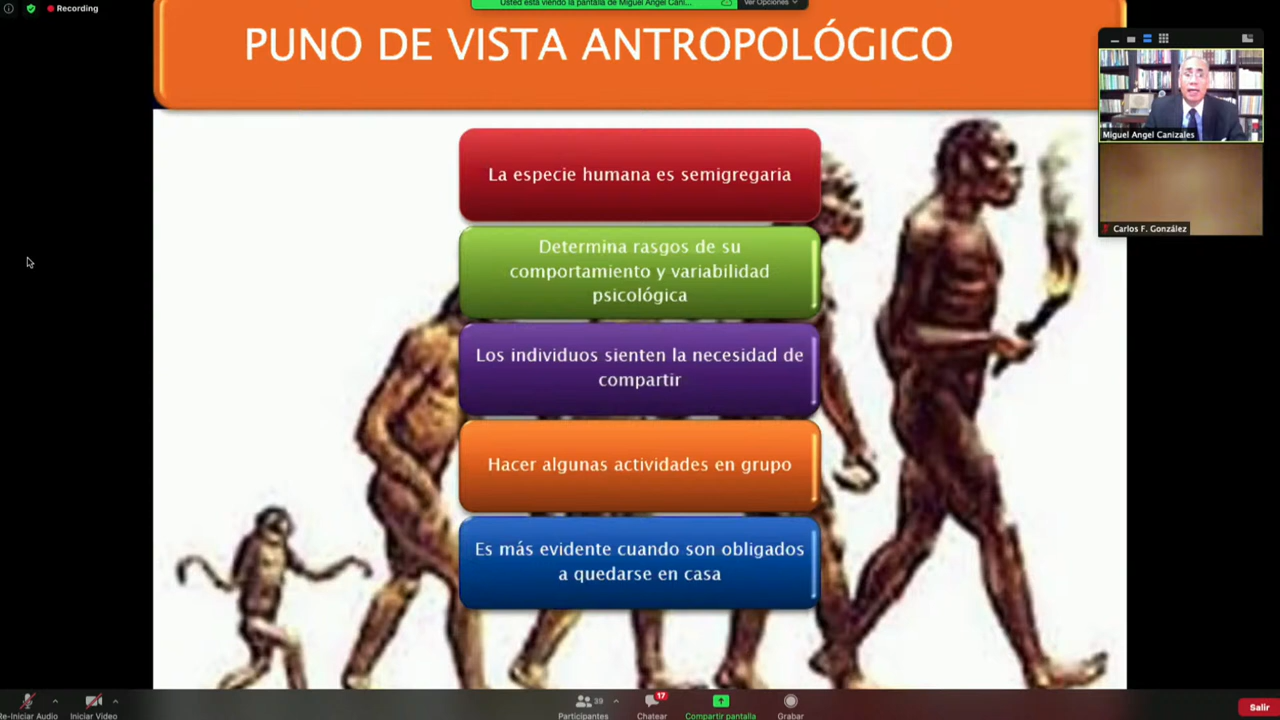 Recording
Usted está viendo la pantalla de Miguel Angel Cani...
Ver Opciones
PUNO DE VISTA ANTROPOLÓGICO
La especie humana es semigregaria
Determina rasgos de su
comportamiento y variabilidad
psicológica
Los individuos sienten la necesidad de
compartir
Hacer algunas actividades en grupo
Es más evidente cuando son obligados
a quedarse en casa
Miguel Angel Canizales
Carlos F. González
Re-Iniciar Audio
Iniciar Video
39
Participantes
17
Chatear
Compartir pantalla
Grabar
Salir